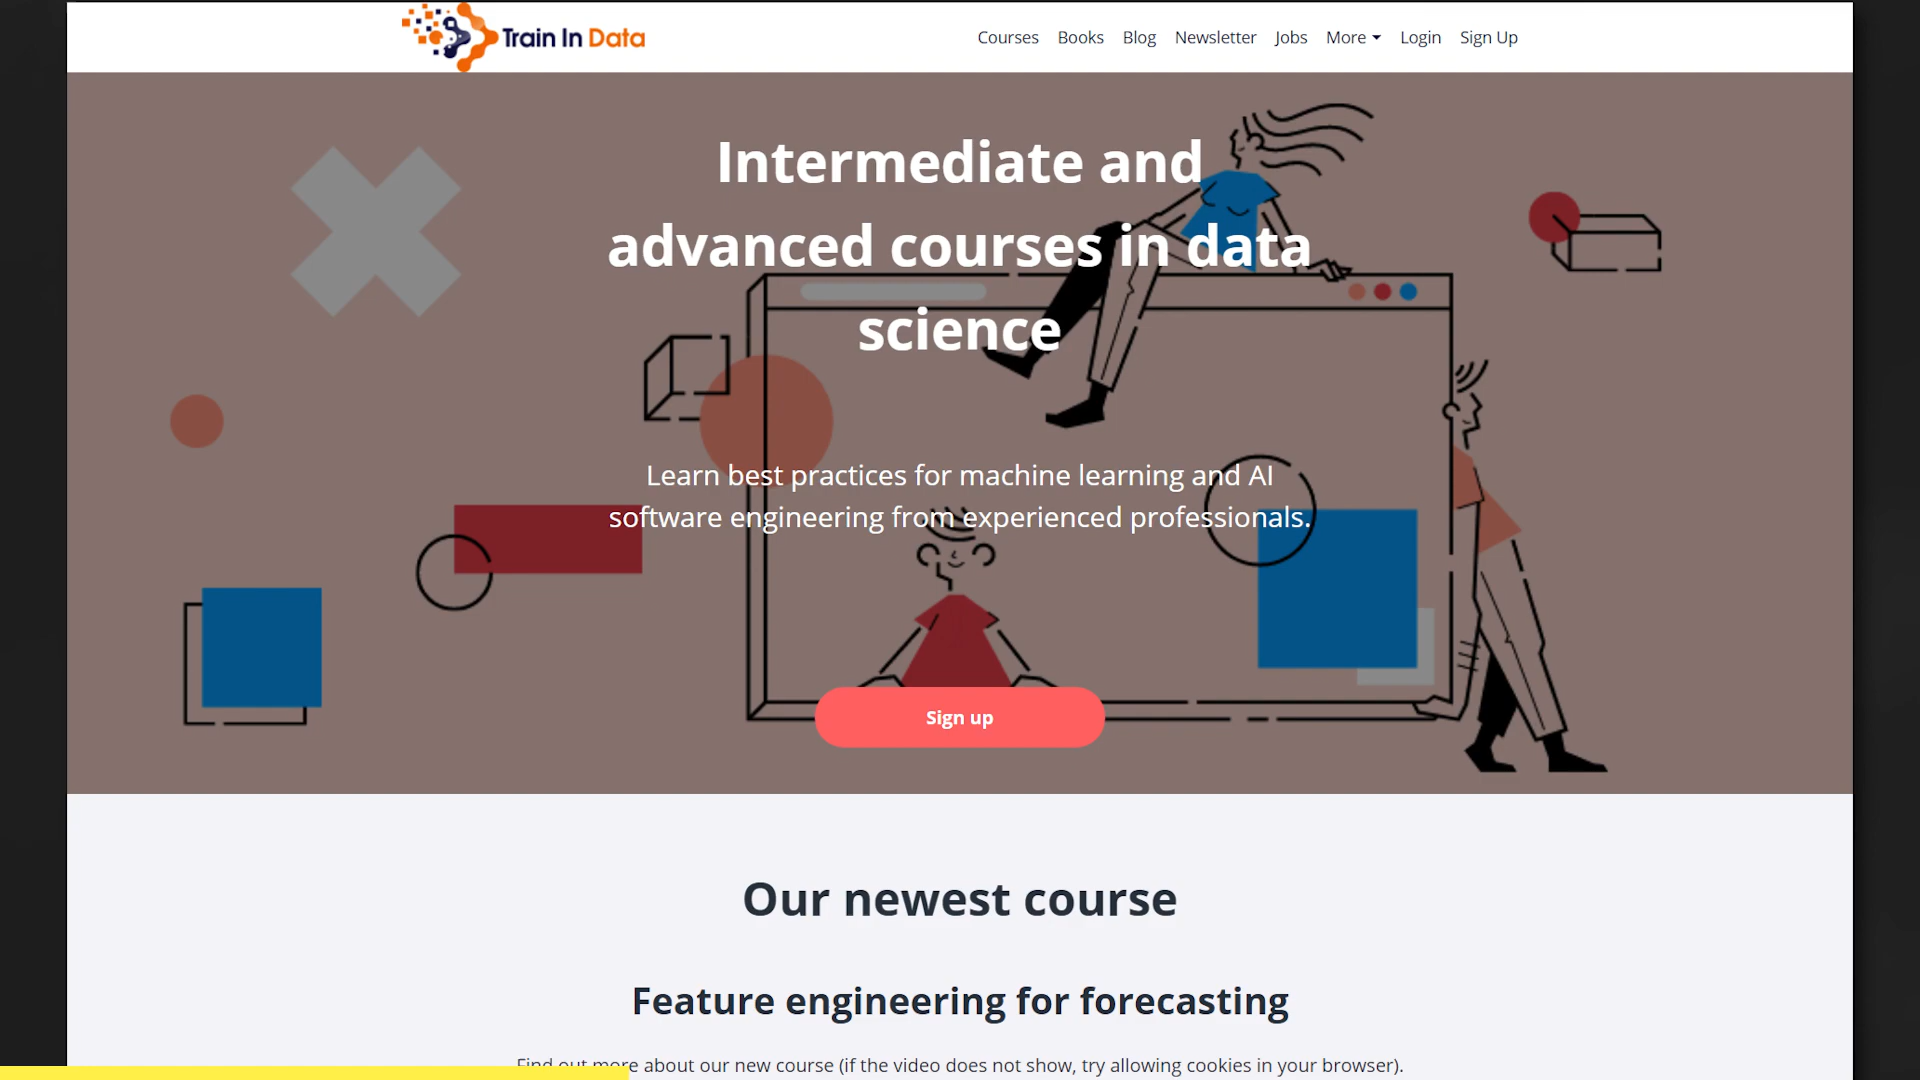 Train In Data
Courses Books Blog Newsletter Jobs More Login Sign Up
Intermediate and
advanced courses in data
science
Learn best practices for machine learning and AI
software engineering from experienced professionals.
Sign up
Our newest course
Feature engineering for forecasting
Find out more about our new course (if the video does not show, try allowing cookies in your browser).